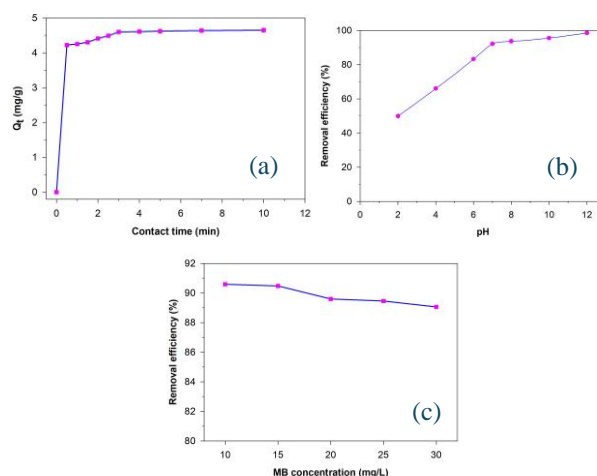 5
4
3
2
1
0
Qt (mg/g)
(a)
0 2 4 6 8 10 12
Contact time (min)
100
80
60
40
20
0
Removal efficiency (%)
(b)
0 2 4 6 8 10 12
pH
92
90
88
86
84
82
80
Removal efficiency (%)
(c)
10 15 20 25 30
MB concentration (mg/L)